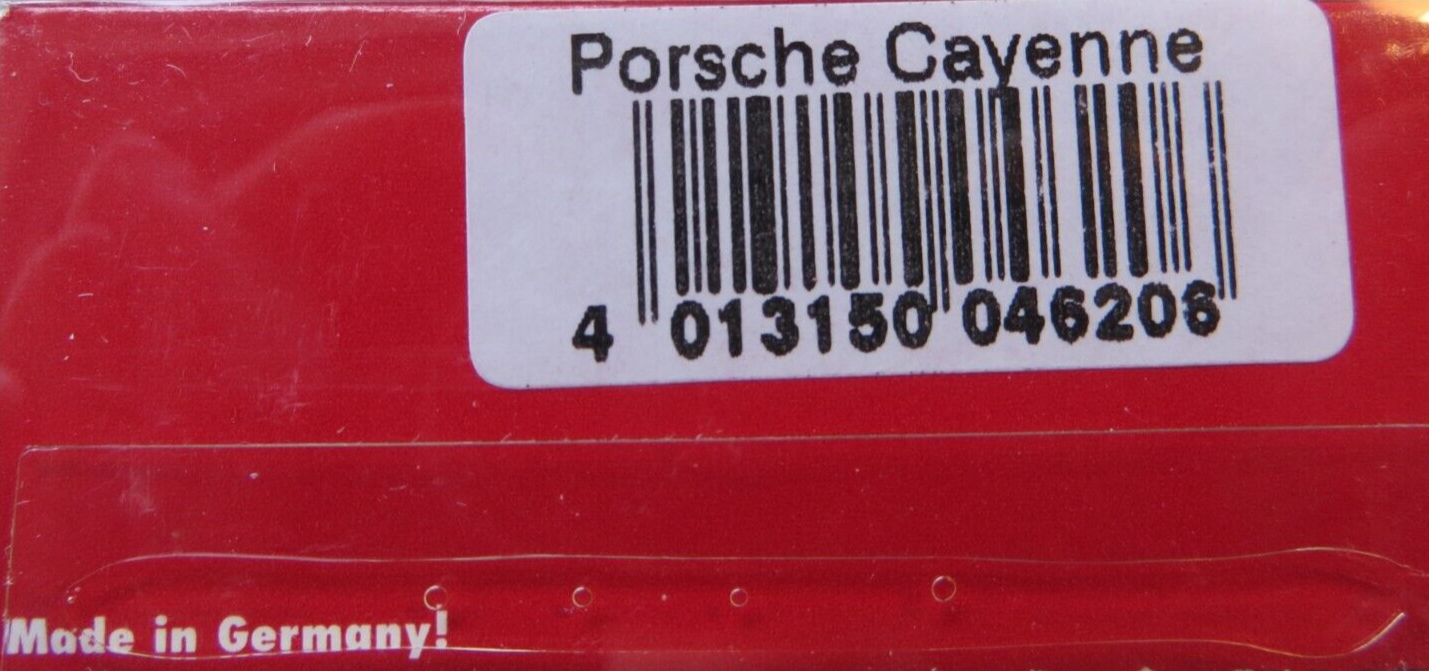 Porsche Cayenne
4 013150 046206
Made in Germany!